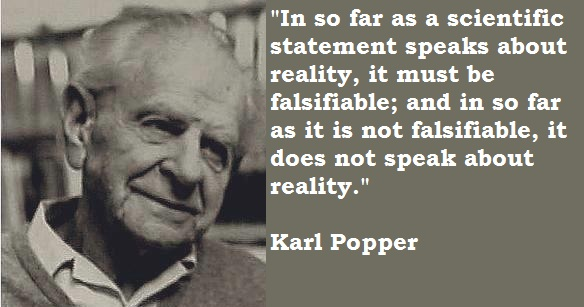 "In so far as a scientific
statement speaks about
reality, it must be
falsifiable; and in so far
as it is not falsifiable, it
does not speak about
reality."
Karl Popper